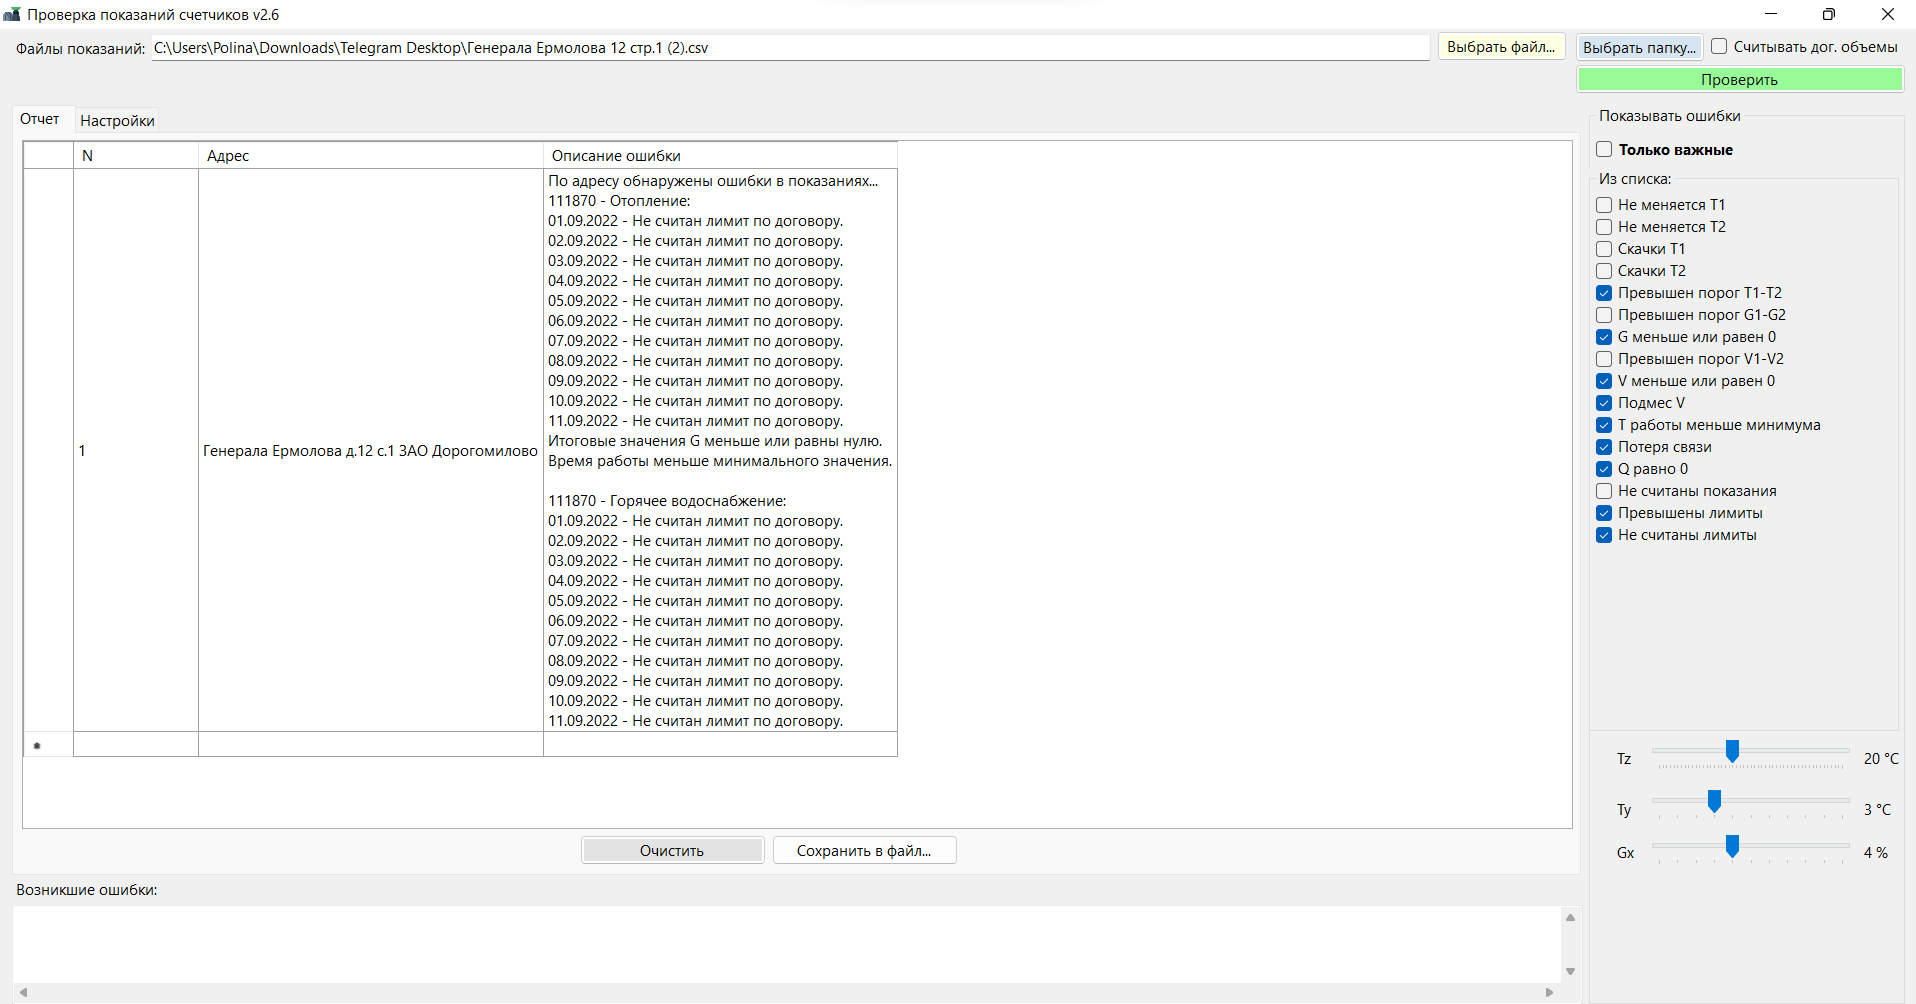 Проверка показаний счетчиков v2.6
Файлы показаний:
C:\Users\Polina\Downloads\Telegram Desktop\Генерала Ермолова 12 стр.1 (2).csv
Выбрать файл...
Выбрать папку...
Считывать дог. объемы
Проверить
Отчет
Настройки
N
Адрес
Описание ошибки
1
Генерала Ермолова д.12 с.1 ЗАО Дорогомилово
По адресу обнаружены ошибки в показаниях...
111870 - Отопление:
01.09.2022 - Не считан лимит по договору.
02.09.2022 - Не считан лимит по договору.
03.09.2022 - Не считан лимит по договору.
04.09.2022 - Не считан лимит по договору.
05.09.2022 - Не считан лимит по договору.
06.09.2022 - Не считан лимит по договору.
07.09.2022 - Не считан лимит по договору.
08.09.2022 - Не считан лимит по договору.
09.09.2022 - Не считан лимит по договору.
10.09.2022 - Не считан лимит по договору.
11.09.2022 - Не считан лимит по договору.
Итоговые значения G меньше или равны нулю.
Время работы меньше минимального значения.
111870 - Горячее водоснабжение:
01.09.2022 - Не считан лимит по договору.
02.09.2022 - Не считан лимит по договору.
03.09.2022 - Не считан лимит по договору.
04.09.2022 - Не считан лимит по договору.
05.09.2022 - Не считан лимит по договору.
06.09.2022 - Не считан лимит по договору.
07.09.2022 - Не считан лимит по договору.
08.09.2022 - Не считан лимит по договору.
09.09.2022 - Не считан лимит по договору.
10.09.2022 - Не считан лимит по договору.
11.09.2022 - Не считан лимит по договору.
Очистить
Сохранить в файл...
Возникшие ошибки:
Показывать ошибки
Только важные
Из списка:
Не меняется T1
Не меняется T2
Скачки T1
Скачки T2
Превышен порог T1-T2
Превышен порог G1-G2
G меньше или равен 0
Превышен порог V1-V2
V меньше или равен 0
Подмес V
Т работы меньше минимума
Потеря связи
Q равно 0
Не считаны показания
Превышены лимиты
Не считаны лимиты
Tz
20 °C
Ty
3 °C
Gx
4 %